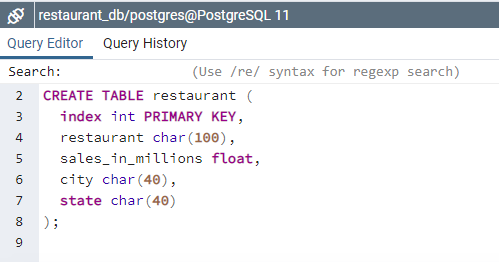 restaurant_db/postgres@PostgreSQL 11
Query Editor Query History
Search: (Use /re/ syntax for regexp search)
2 CREATE TABLE restaurant (
3 index int PRIMARY KEY,
4 restaurant char(100),
5 sales_in_millions float,
6 city char(40),
7 state char(40)
8 );
9